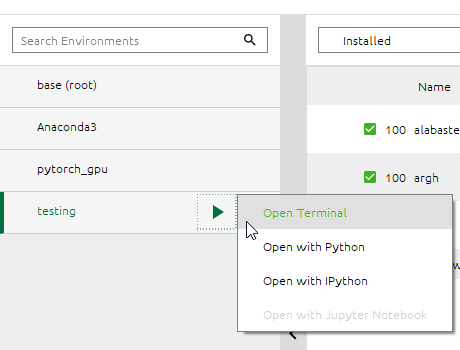 Search Environments
Installed
base (root)
Name
Anaconda3
100 alabaste
pytorch_gpu
100 argh
testing
Open Terminal
Open with Python
Open with IPython
Open with Jupyter Notebook